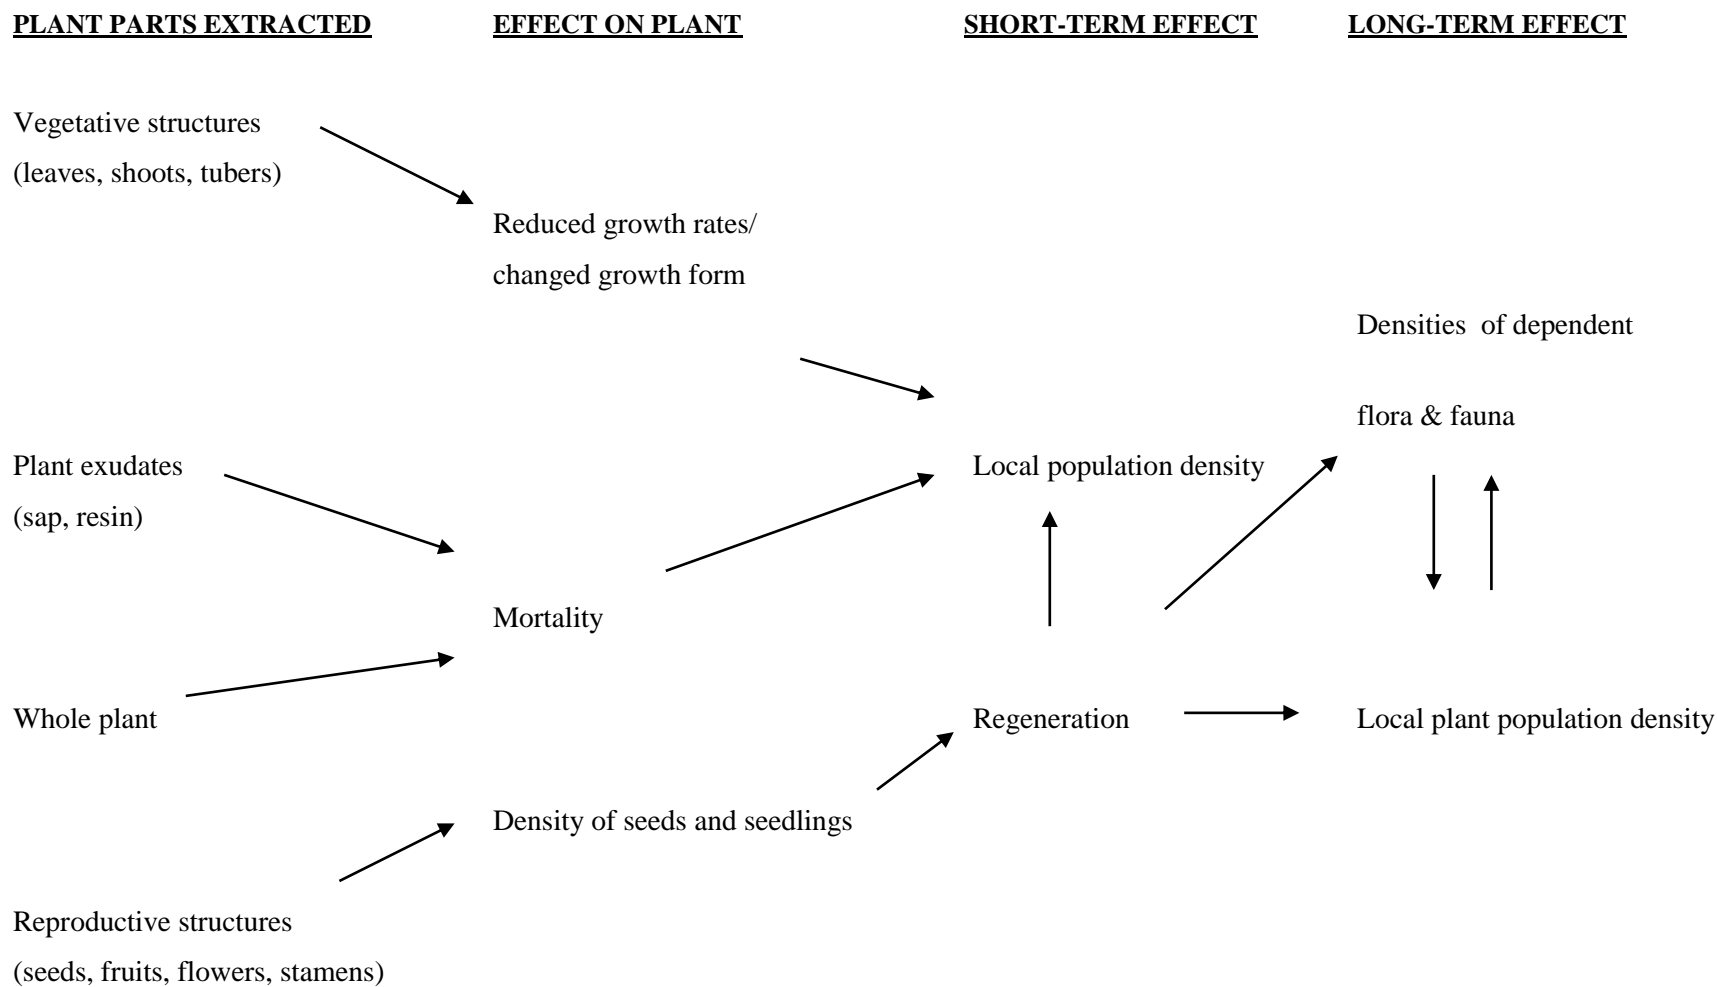 PLANT PARTS EXTRACTED
EFFECT ON PLANT
SHORT-TERM EFFECT
LONG-TERM EFFECT
Vegetative structures
(leaves, shoots, tubers)
Reduced growth rates/
changed growth form
Densities of dependent
flora & fauna
Plant exudates
(sap, resin)
Local population density
Mortality
Whole plant
Regeneration
Local plant population density
Density of seeds and seedlings
Reproductive structures
(seeds, fruits, flowers, stamens)